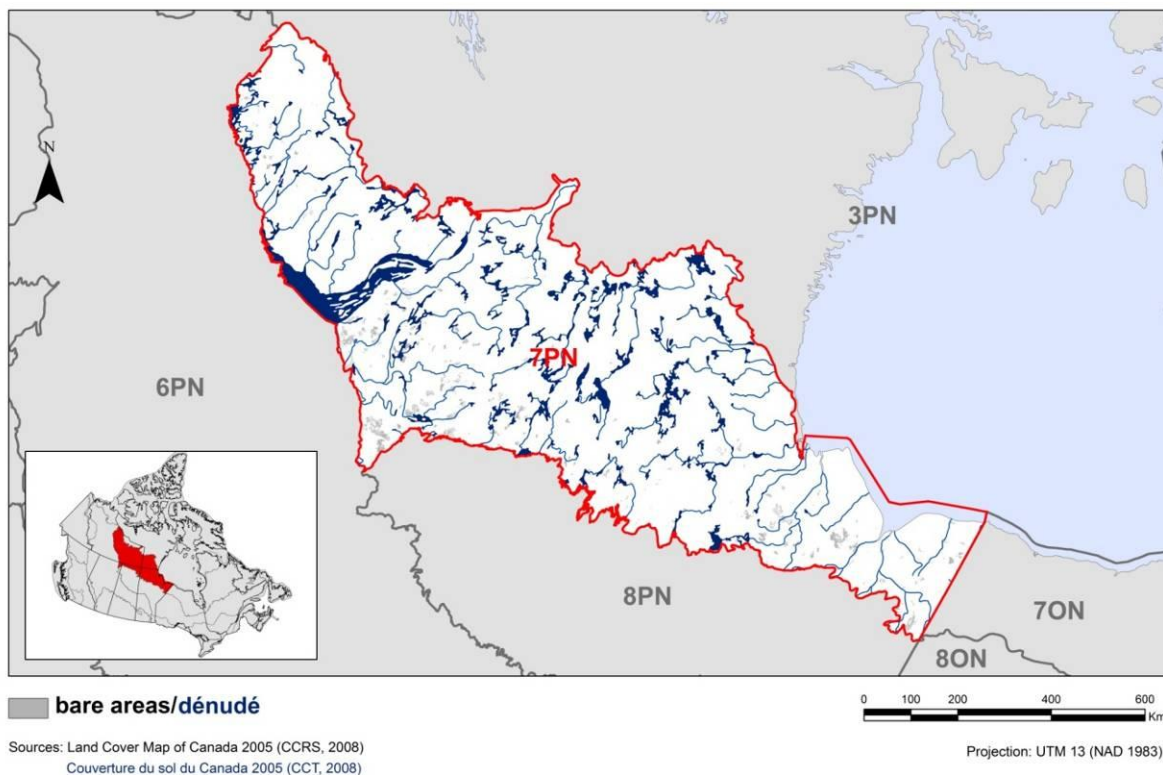 N
3PN
7PN
6PN
8PN
7ON
8ON
bare areas/dénudé
0 100 200 400 600
Km
Sources: Land Cover Map of Canada 2005 (CCRS, 2008)
Couverture du sol du Canada 2005 (CCT, 2008)
Projection: UTM 13 (NAD 1983)